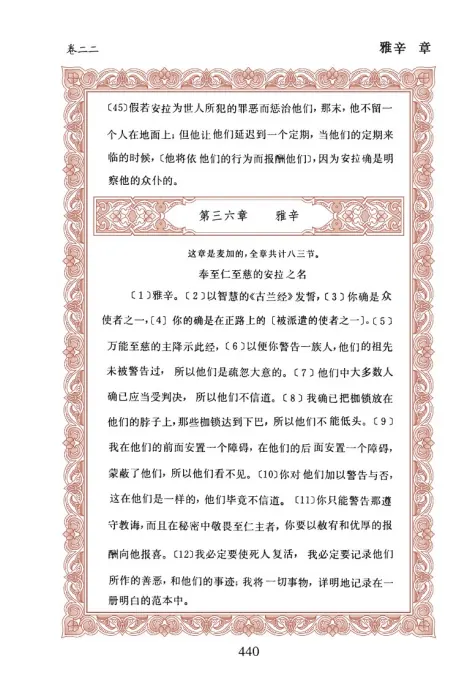 卷二二
雅辛 章
〔45〕假若安拉为世人所犯的罪恶而惩治他们，那末，他不留一
个人在地面上；但他让他们延迟到一个定期，当他们的定期来
临的时候，〔他将依他们的行为而报酬他们〕，因为安拉确是明
察他的众仆的。
第三六章 雅辛
这章是麦加的，全章共计八三节。
奉至仁至慈的安拉之名
〔1〕雅辛。〔2〕以智慧的《古兰经》发誓，〔3〕你确是众
使者之一，〔4〕你的确是在正路上的〔被派遣的使者之一〕。〔5〕
万能至慈的主降示此经，〔6〕以便你警告一族人，他们的祖先
未被警告过， 所以他们是疏忽大意的。〔7〕他们中大多数人
确已应当受判决， 所以他们不信道。〔8〕我确已把枷锁放在
他们的脖子上，那些枷锁达到下巴，所以他们不能低头。〔9〕
我在他们的前面安置一个障碍，在他们的后面安置一个障碍，
蒙蔽了他们，所以他们看不见。〔10〕你对他们加以警告与否，
这在他们是一样的，他们毕竟不信道。〔11〕你只能警告那遵
守教诲，而且在秘密中敬畏至仁主者，你要以赦宥和优厚的报
酬向他报喜。〔12〕我必定要使死人复活， 我必定要记录他们
所作的善恶，和他们的事迹；我将一切事物，详明地记录在一
册明白的范本中。
440